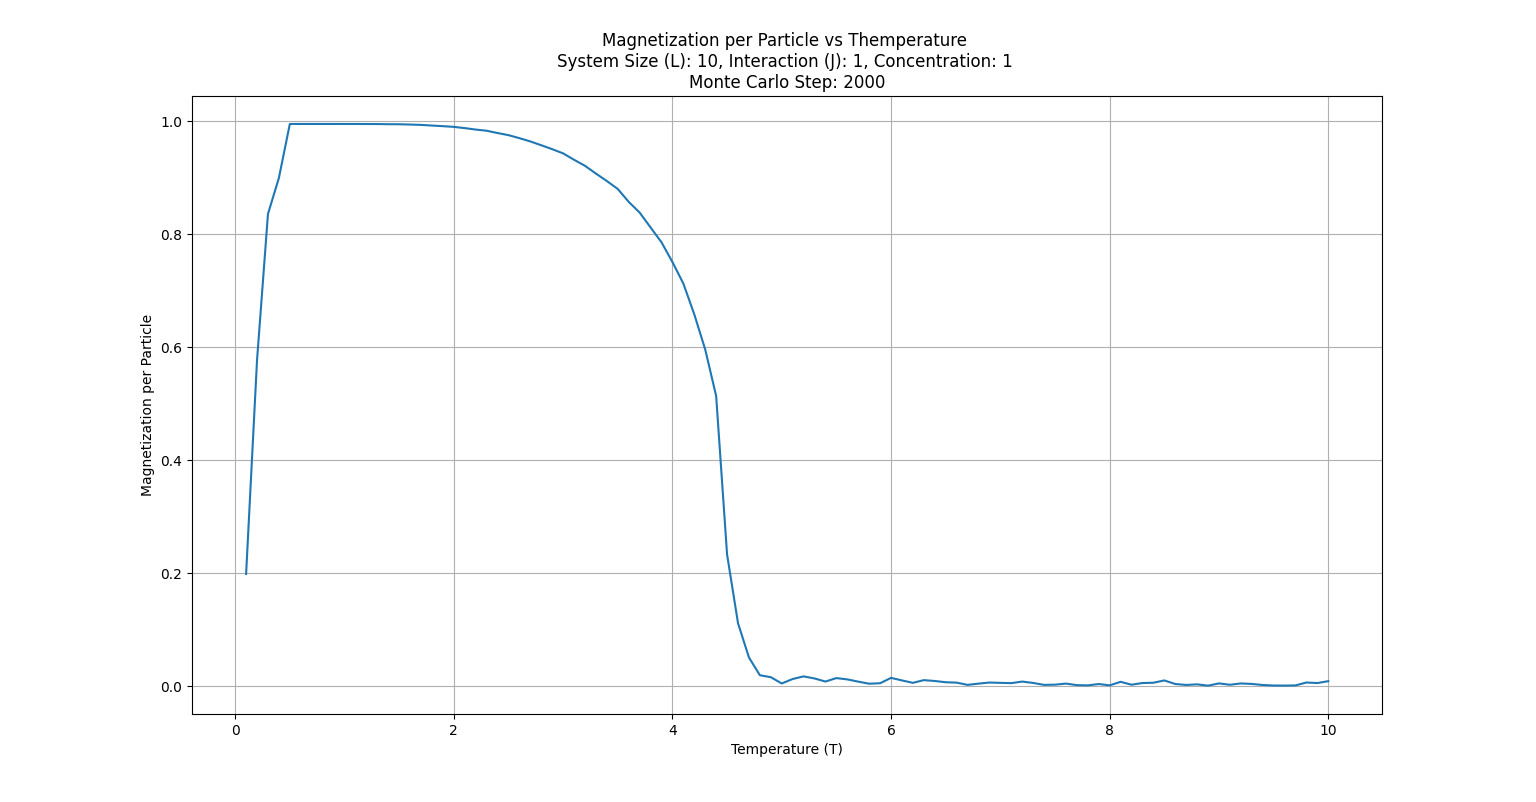 Magnetization per Particle vs Themperature
System Size (L): 10, Interaction (J): 1, Concentration: 1
Monte Carlo Step: 2000
Magnetization per Particle
1.0
0.8
0.6
0.4
0.2
0.0
0
2
4
6
8
10
Temperature (T)